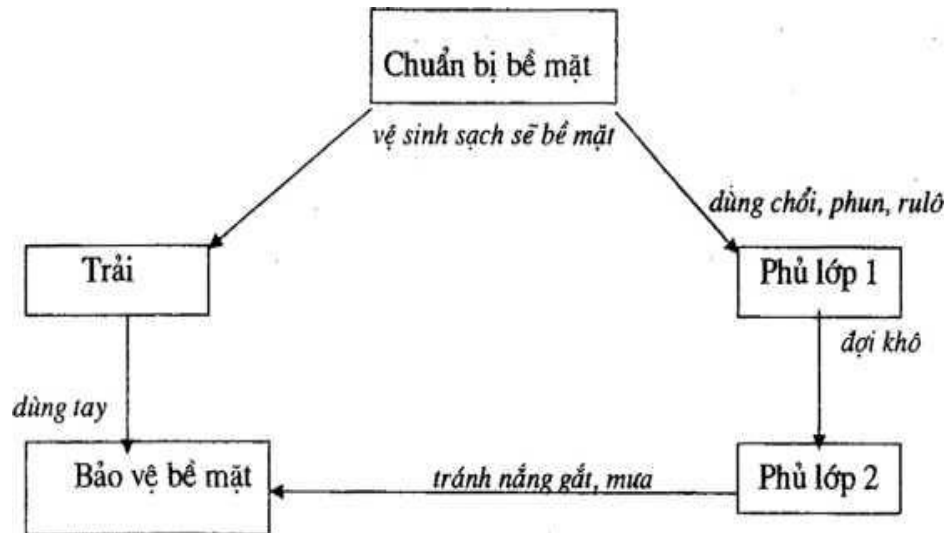 Chuẩn bị bề mặt
vệ sinh sạch sẽ bề mặt
dùng chổi, phun, rulô
Trải
Phủ lớp 1
đợi khô
dùng tay
Bảo vệ bề mặt
tránh nắng gắt, mưa
Phủ lớp 2